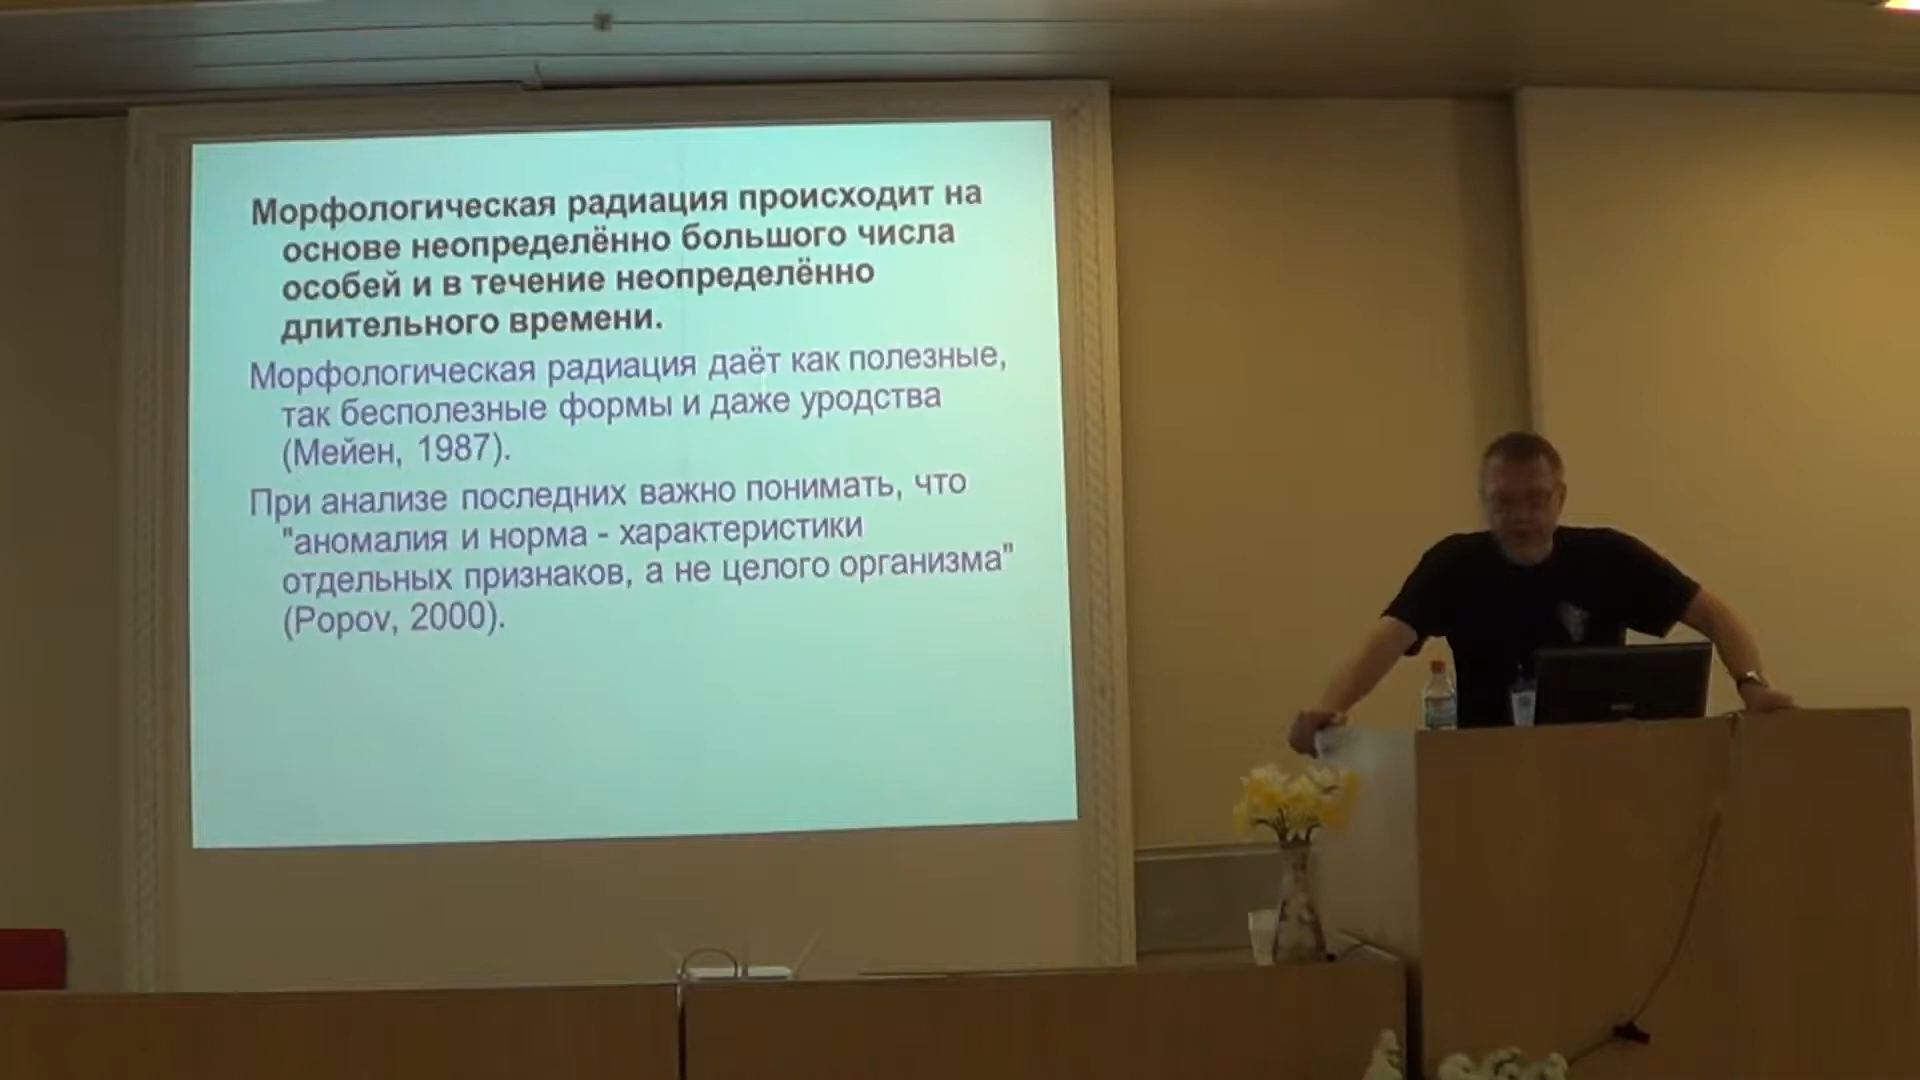 Морфологическая радиация происходит на
основе неопределённо большого числа
особей и в течение неопределённо
длительного времени.
Морфологическая радиация даёт как полезные,
так бесполезные формы и даже уродства
(Мейен, 1987).
При анализе последних важно понимать, что
"аномалия и норма - характеристики
отдельных признаков, а не целого организма"
(Popov, 2000).